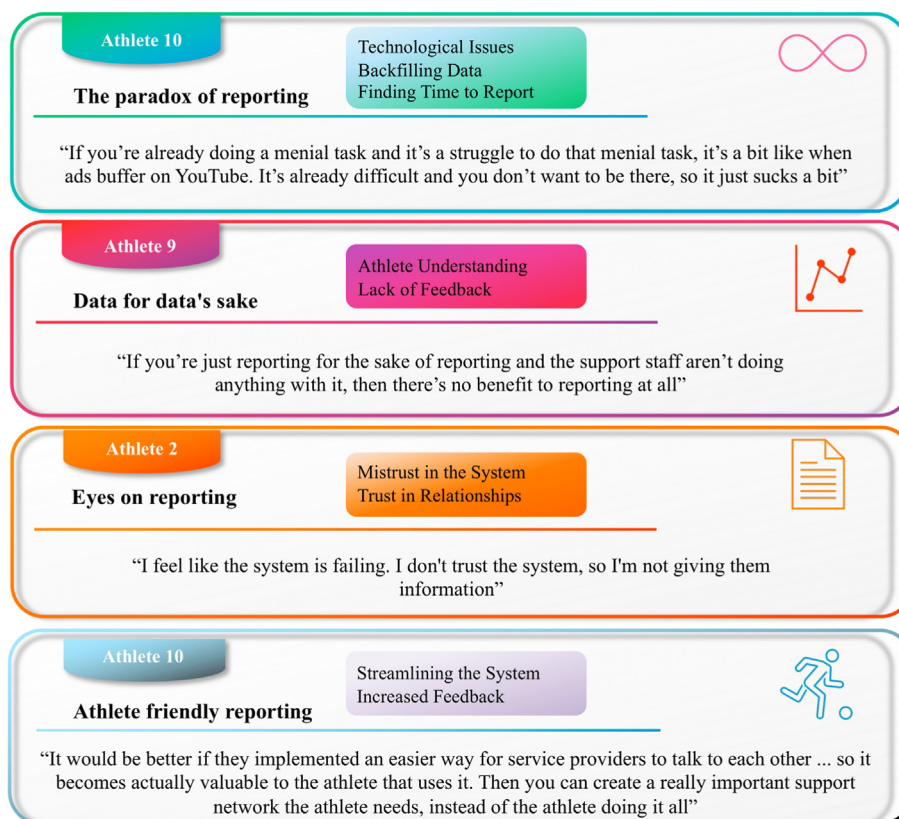 Athlete 10
The paradox of reporting
Technological Issues
Backfilling Data
Finding Time to Report
“If you’re already doing a menial task and it’s a struggle to do that menial task, it’s a bit like when
ads buffer on YouTube. It’s already difficult and you don’t want to be there, so it just sucks a bit”
Athlete 9
Data for data's sake
Athlete Understanding
Lack of Feedback
“If you’re just reporting for the sake of reporting and the support staff aren’t doing
anything with it, then there’s no benefit to reporting at all”
Athlete 2
Eyes on reporting
Mistrust in the System
Trust in Relationships
“I feel like the system is failing. I don't trust the system, so I'm not giving them
information”
Athlete 10
Athlete friendly reporting
Streamlining the System
Increased Feedback
“It would be better if they implemented an easier way for service providers to talk to each other ... so it
becomes actually valuable to the athlete that uses it. Then you can create a really important support
network the athlete needs, instead of the athlete doing it all”